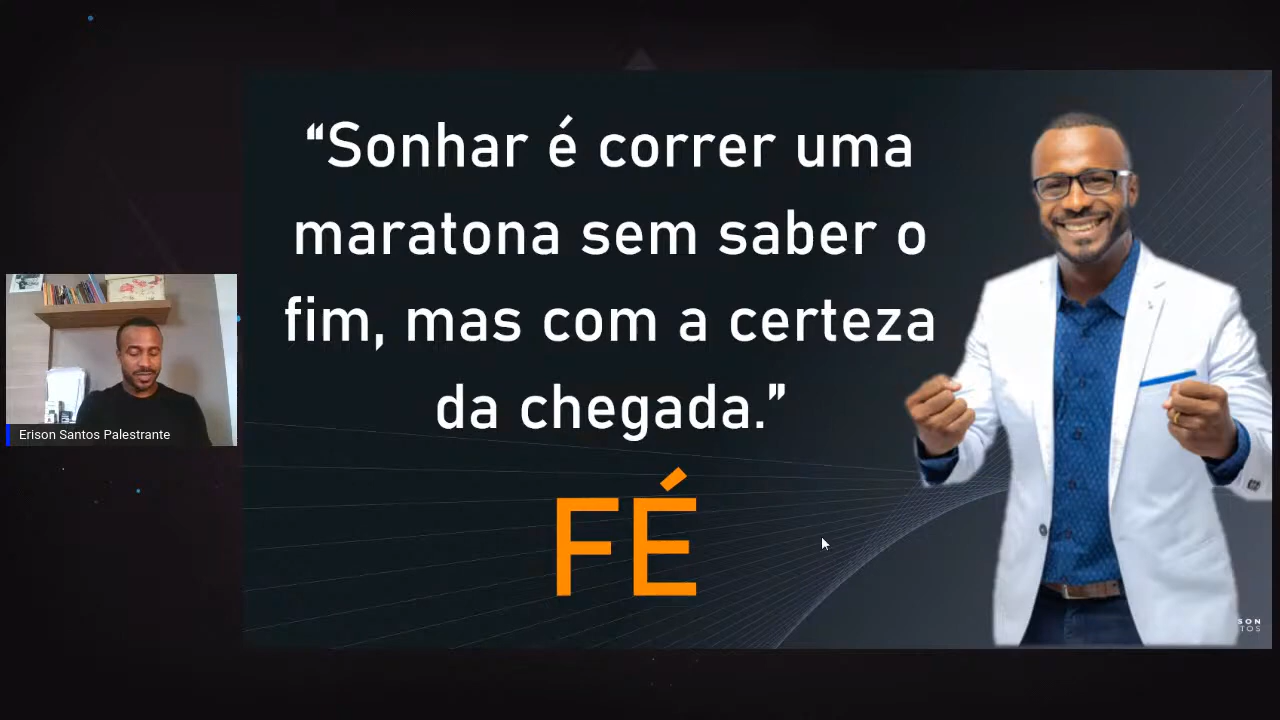 “Sonhar é correr uma
maratona sem saber o
fim, mas com a certeza
da chegada.”
FÉ
Erison Santos Palestrante